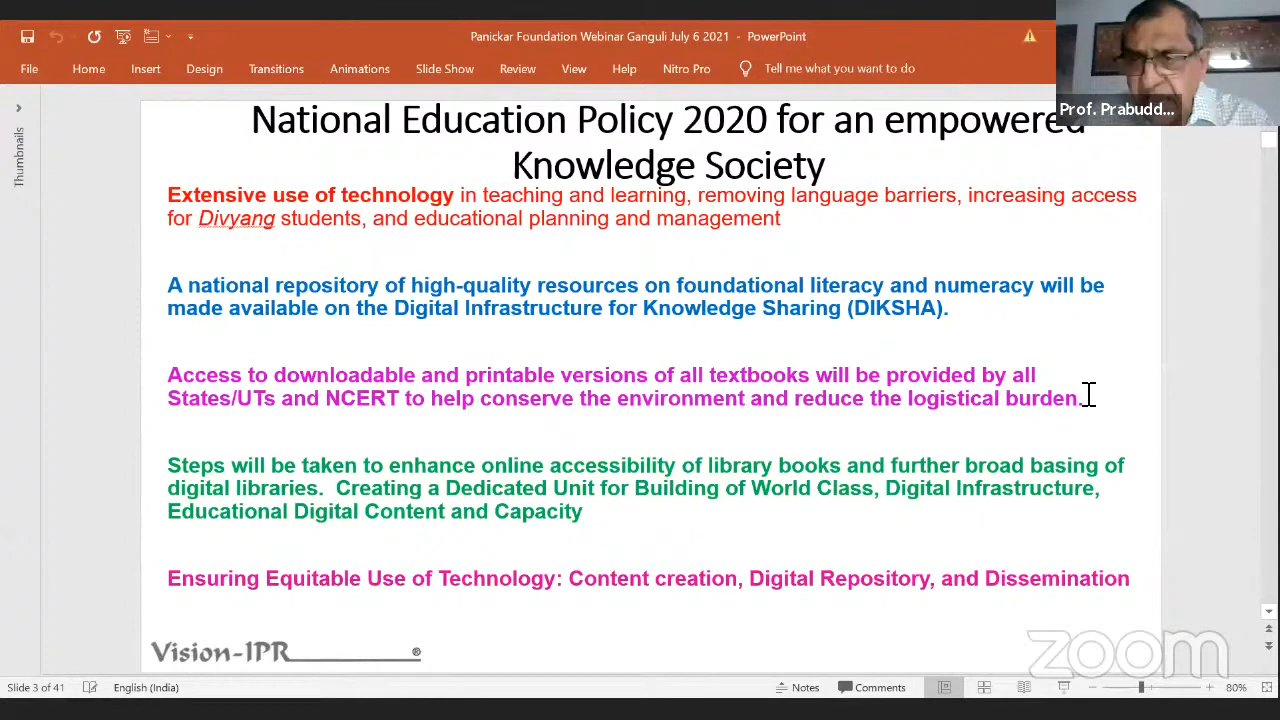 Panickar Foundation Webinar Ganguli July 6 2021 - PowerPoint
File Home Insert Design Transitions Animations Slide Show Review View Help Nitro Pro Tell me what you want to do
Prof. Prabudd...
Thumbnails
National Education Policy 2020 for an empowered
Knowledge Society
Extensive use of technology in teaching and learning, removing language barriers, increasing access
for Divyang students, and educational planning and management
A national repository of high-quality resources on foundational literacy and numeracy will be
made available on the Digital Infrastructure for Knowledge Sharing (DIKSHA).
Access to downloadable and printable versions of all textbooks will be provided by all
States/UTs and NCERT to help conserve the environment and reduce the logistical burden.
Steps will be taken to enhance online accessibility of library books and further broad basing of
digital libraries. Creating a Dedicated Unit for Building of World Class, Digital Infrastructure,
Educational Digital Content and Capacity
Ensuring Equitable Use of Technology: Content creation, Digital Repository, and Dissemination
Vision-IPR ®
zoom
Slide 3 of 41 English (India) Notes Comments 80%